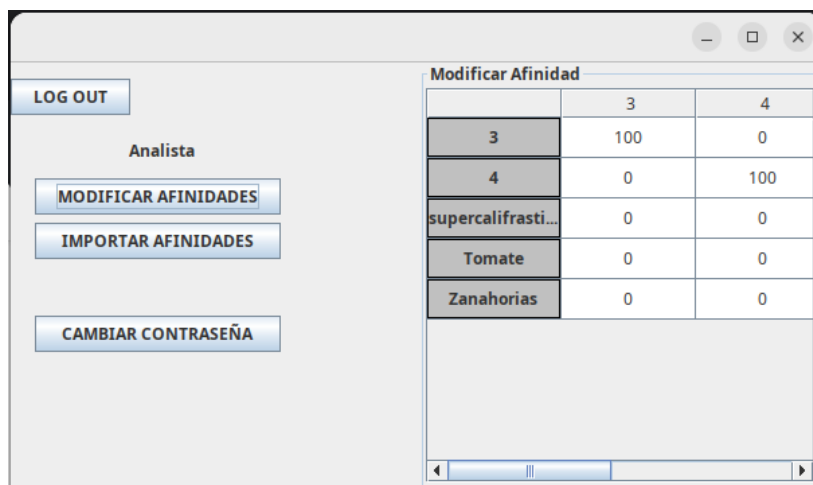 LOG OUT
Analista
MODIFICAR AFINIDADES
IMPORTAR AFINIDADES
CAMBIAR CONTRASEÑA
Modificar Afinidad
3 4
3 100 0
4 0 100
supercalifrasti... 0 0
Tomate 0 0
Zanahorias 0 0